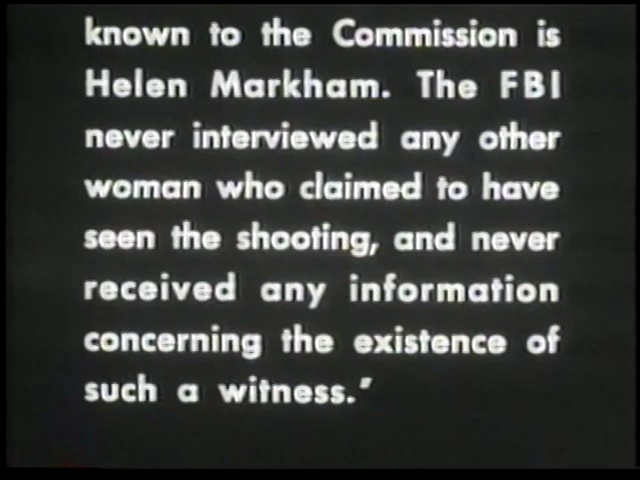 known to the Commission is
Helen Markham. The FBI
never interviewed any other
woman who claimed to have
seen the shooting, and never
received any information
concerning the existence of
such a witness."